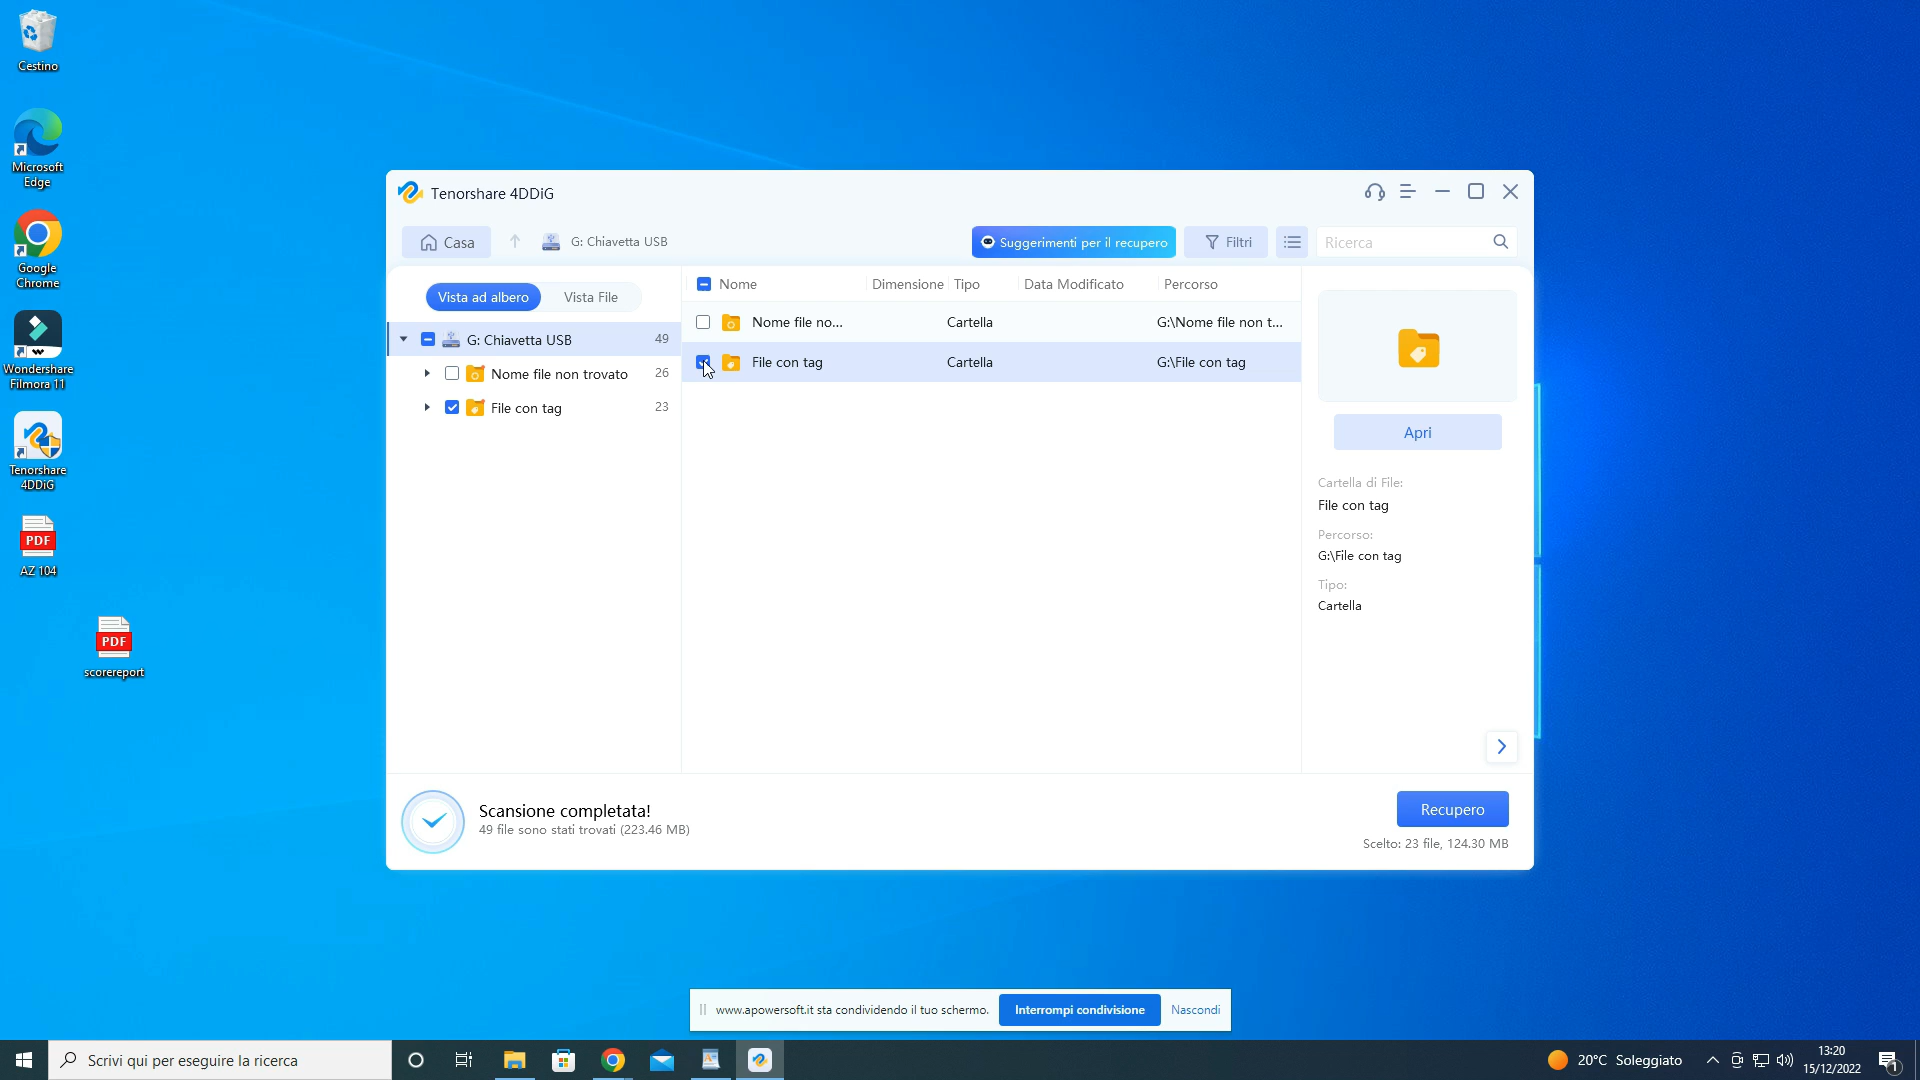 Cestino
Microsoft
Edge
Google
Chrome
Wondershare
Filmora 11
Tenorshare
4DDiG
PDF
AZ 104
PDF
scorereport
Tenorshare 4DDiG
Casa
G: Chiavetta USB
Suggerimenti per il recupero
Filtri
Ricerca
Vista ad albero
Vista File
G: Chiavetta USB 49
Nome file non trovato 26
File con tag 23
Nome Dimensione Tipo Data Modificato Percorso
Nome file no... Cartella G:\Nome file non t...
File con tag Cartella G:\File con tag
Apri
Cartella di File:
File con tag
Percorso:
G:\File con tag
Tipo:
Cartella
Scansione completata!
49 file sono stati trovati (223.46 MB)
Recupero
Scelto: 23 file, 124.30 MB
www.apowersoft.it sta condividendo il tuo schermo.
Interrompi condivisione
Nascondi
Scrivi qui per eseguire la ricerca
20°C Soleggiato
13:20
15/12/2022
1